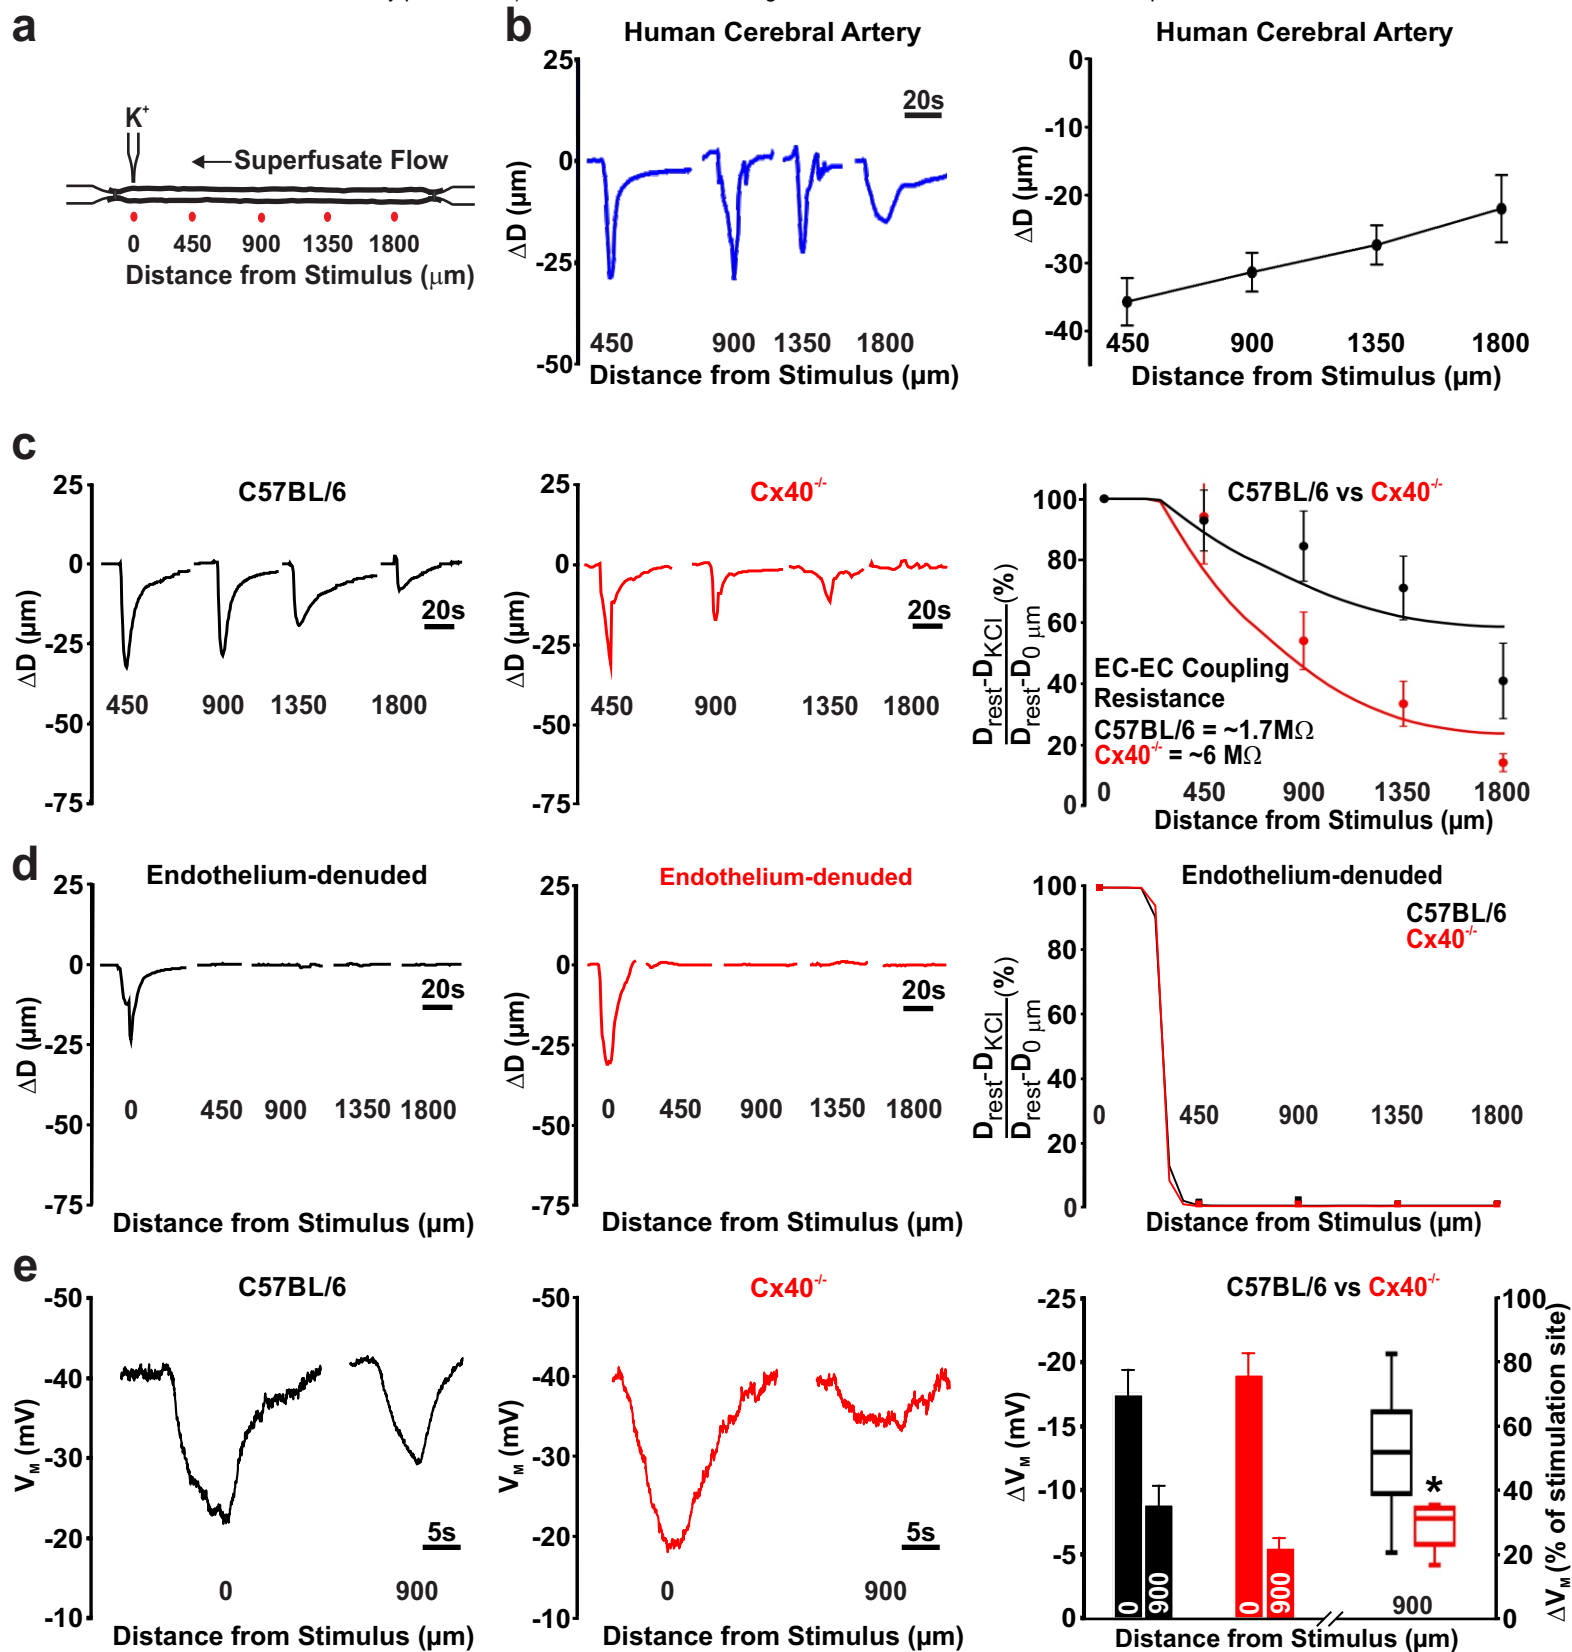 a
K+
Superfusate Flow
0 450 900 1350 1800
Distance from Stimulus (μm)
b
Human Cerebral Artery
25
0
-25
-50
ΔD (µm)
20s
450 900 1350 1800
Distance from Stimulus (µm)
Human Cerebral Artery
0
-10
-20
-30
-40
ΔD (µm)
450 900 1350 1800
Distance from Stimulus (µm)
c
C57BL/6
25
0
-25
-50
-75
ΔD (µm)
20s
450 900 1350 1800
Cx40-/-
25
0
-25
-50
-75
ΔD (µm)
20s
450 900 1350 1800
C57BL/6 vs Cx40-/-
100
80
60
40
20
0
Drest-DKCl (%)
Drest-D0 μm
EC-EC Coupling
Resistance
C57BL/6 = ~1.7MΩ
Cx40-/- = ~6 MΩ
0 450 900 1350 1800
Distance from Stimulus (µm)
d
Endothelium-denuded
25
0
-25
-50
-75
ΔD (µm)
20s
0 450 900 1350 1800
Distance from Stimulus (µm)
Endothelium-denuded
25
0
-25
-50
-75
ΔD (µm)
20s
0 450 900 1350 1800
Distance from Stimulus (µm)
Endothelium-denuded
C57BL/6
Cx40-/-
100
80
60
40
20
0
Drest-DKCl (%)
Drest-D0 μm
0 450 900 1350 1800
Distance from Stimulus (µm)
e
C57BL/6
-50
-40
-30
-20
-10
VM (mV)
5s
0 900
Distance from Stimulus (µm)
Cx40-/-
-50
-40
-30
-20
-10
VM (mV)
5s
0 900
Distance from Stimulus (µm)
C57BL/6 vs Cx40-/-
-25
-20
-15
-10
-5
0
ΔVM (mV)
0 900 0 900
*
900
100
80
60
40
20
0
ΔVM (% of stimulation site)
Distance from Stimulus (µm)